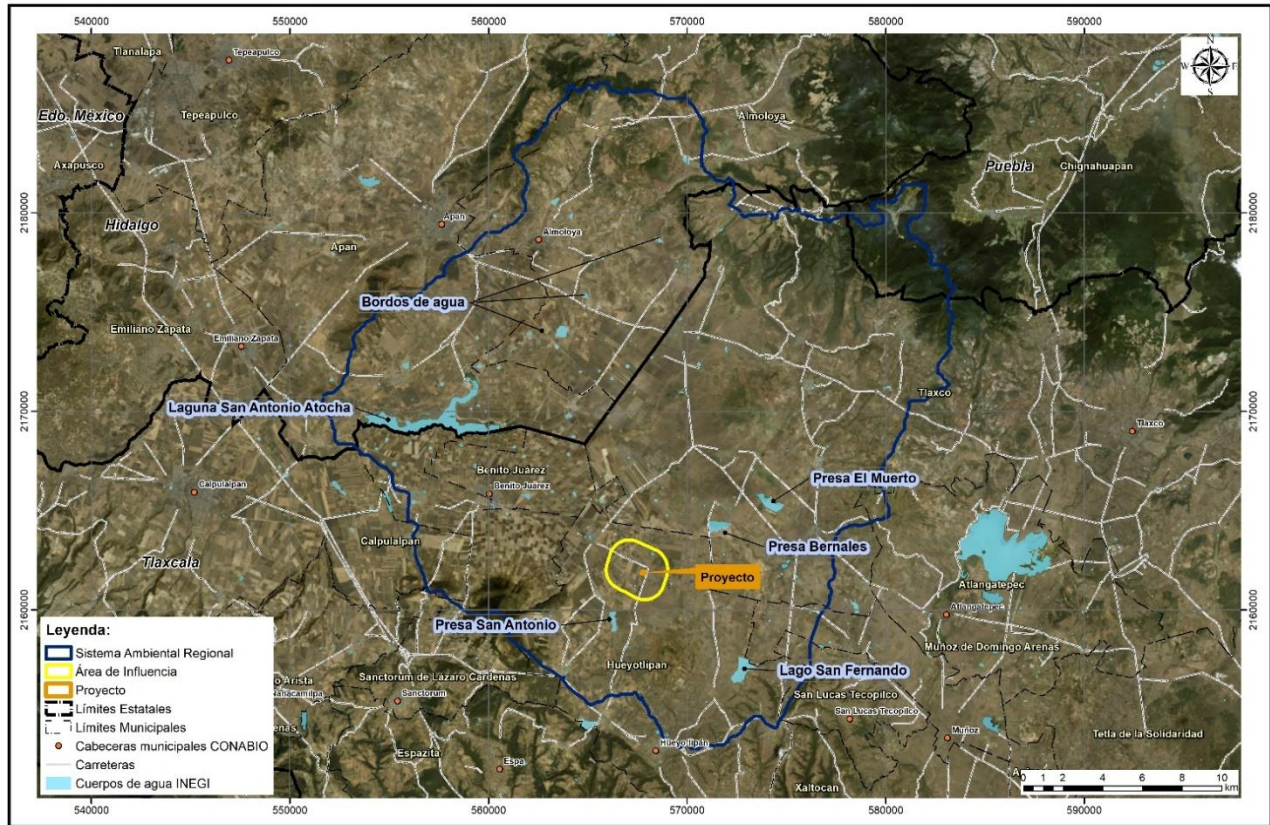 540000 550000 560000 570000 580000 590000
Tlanalapa
Tepeapulco
N
W E
S
Edo. México
Tepeapulco
Almoloya
Axapusco
Puebla
Chignahuapan
2180000
2180000
Hidalgo
Apan
Almoloya
Apan
Bordos de agua
Emiliano Zapata
Emiliano Zapata
Laguna San Antonio Atocha
2170000
2170000
Tlaxco
Tlaxco
Benito Juárez
Benito Juárez
Calpulalpan
Presa El Muerto
Calpulalpan
Presa Bernales
Tlaxcala
Proyecto
Atlangatepec
Atlangatepec
2160000
2160000
Presa San Antonio
Muñoz de Domingo Arenas
Hueyotlipan
Lago San Fernando
Sanctorum de Lázaro Cárdenas
Sanctorum
San Lucas Tecopilco
San Lucas Tecopilco
Muñoz
Tetla de la Solidaridad
Espazita
Espa
Xaltocan
Leyenda:
Sistema Ambiental Regional
Área de Influencia
Proyecto
Límites Estatales
Límites Municipales
Cabeceras municipales CONABIO
Carreteras
Cuerpos de agua INEGI
0 1 2 4 6 8 10
km
540000 550000 560000 570000 580000 590000